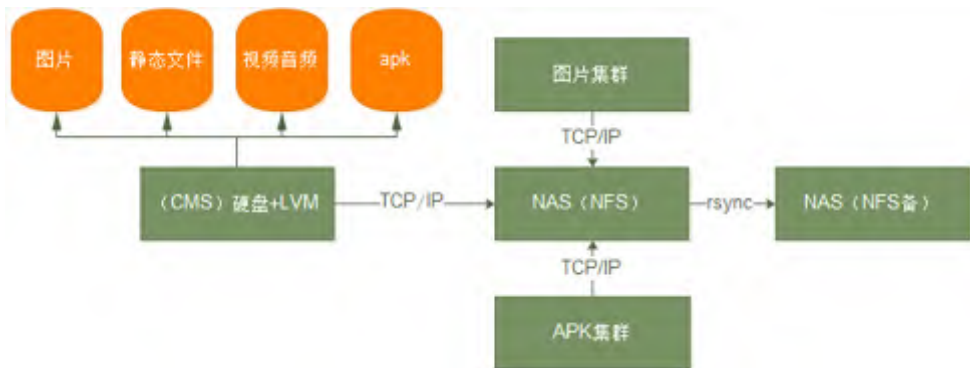 图片
静态文件
视频音频
apk
图片集群
TCP/IP
（CMS）硬盘+LVM
TCP/IP
NAS（NFS）
rsync
NAS（NFS备）
TCP/IP
APK集群